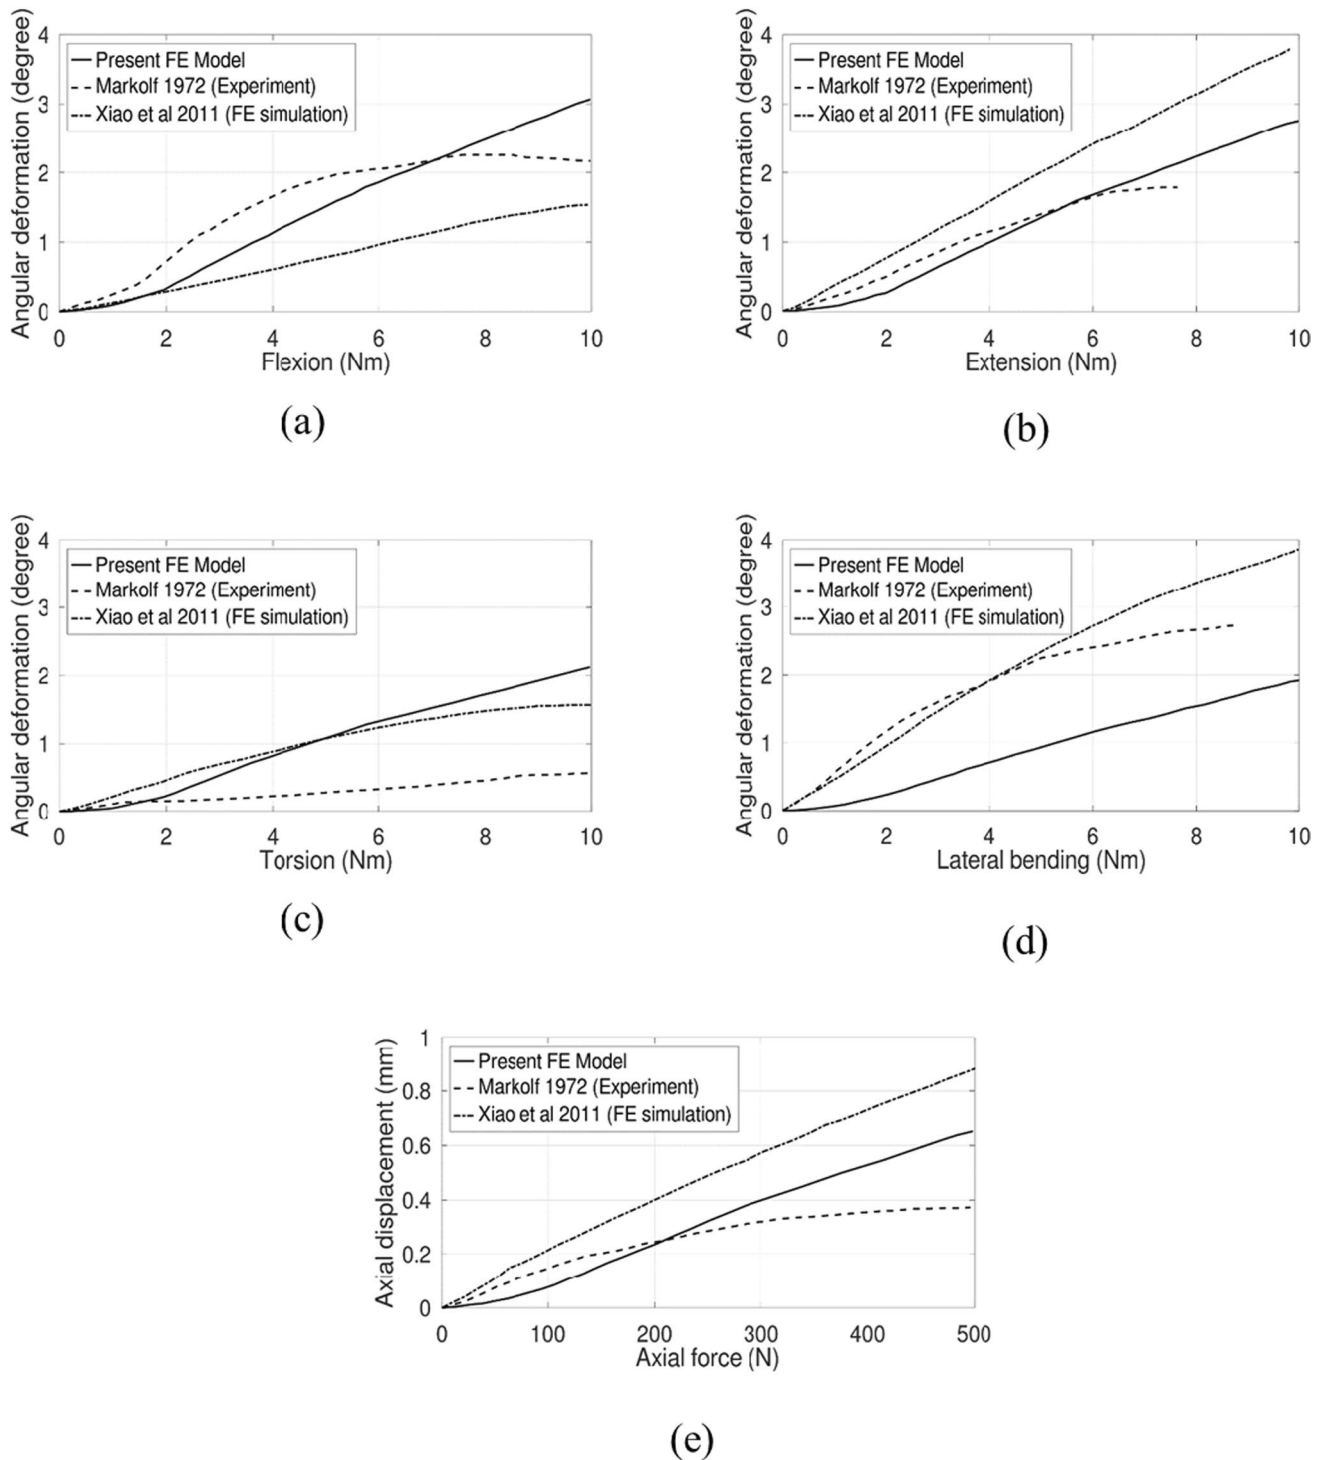 4
3
2
1
0
Angular deformation (degree)
Present FE Model
Markolf 1972 (Experiment)
Xiao et al 2011 (FE simulation)
0 2 4 6 8 10
Flexion (Nm)
(a)
4
3
2
1
0
Angular deformation (degree)
Present FE Model
Markolf 1972 (Experiment)
Xiao et al 2011 (FE simulation)
0 2 4 6 8 10
Extension (Nm)
(b)
4
3
2
1
0
Angular deformation (degree)
Present FE Model
Markolf 1972 (Experiment)
Xiao et al 2011 (FE simulation)
0 2 4 6 8 10
Torsion (Nm)
(c)
4
3
2
1
0
Angular deformation (degree)
Present FE Model
Markolf 1972 (Experiment)
Xiao et al 2011 (FE simulation)
0 2 4 6 8 10
Lateral bending (Nm)
(d)
1
0.8
0.6
0.4
0.2
0
Axial displacement (mm)
Present FE Model
Markolf 1972 (Experiment)
Xiao et al 2011 (FE simulation)
0 100 200 300 400 500
Axial force (N)
(e)